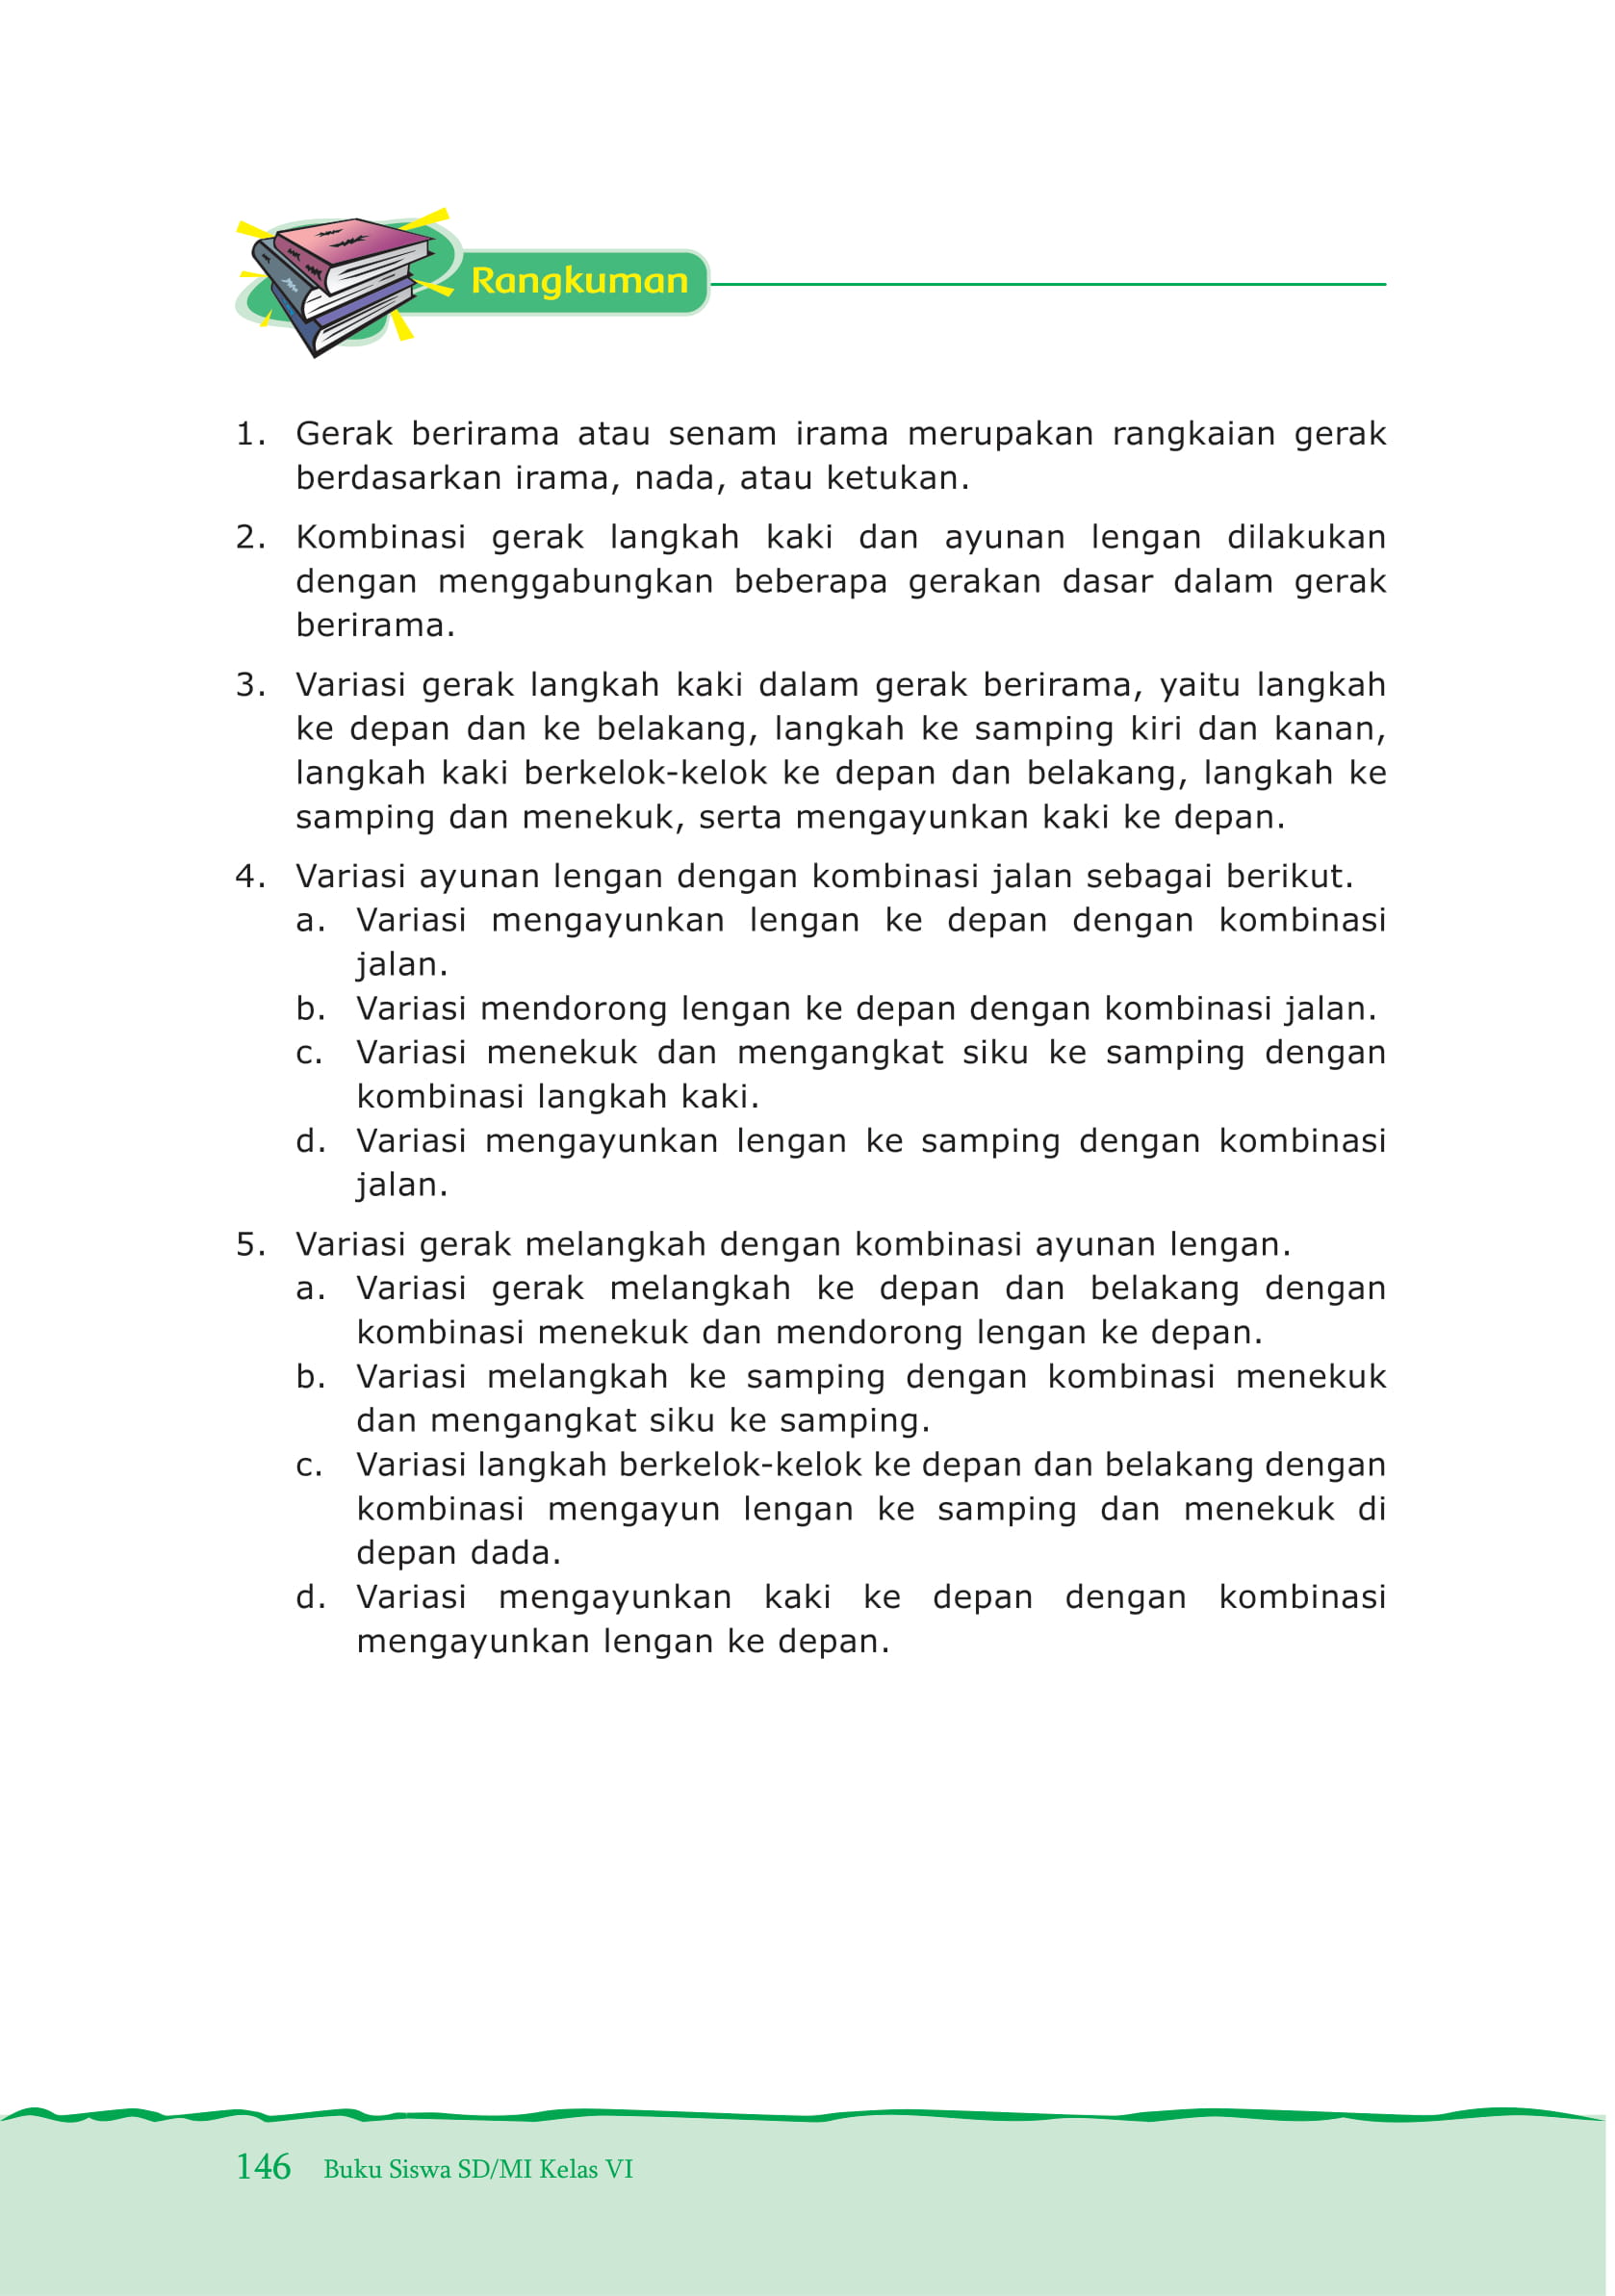 Rangkuman
1. Gerak berirama atau senam irama merupakan rangkaian gerak
berdasarkan irama, nada, atau ketukan.
2. Kombinasi gerak langkah kaki dan ayunan lengan dilakukan
dengan menggabungkan beberapa gerakan dasar dalam gerak
berirama.
3. Variasi gerak langkah kaki dalam gerak berirama, yaitu langkah
ke depan dan ke belakang, langkah ke samping kiri dan kanan,
langkah kaki berkelok-kelok ke depan dan belakang, langkah ke
samping dan menekuk, serta mengayunkan kaki ke depan.
4. Variasi ayunan lengan dengan kombinasi jalan sebagai berikut.
a. Variasi mengayunkan lengan ke depan dengan kombinasi
jalan.
b. Variasi mendorong lengan ke depan dengan kombinasi jalan.
c. Variasi menekuk dan mengangkat siku ke samping dengan
kombinasi langkah kaki.
d. Variasi mengayunkan lengan ke samping dengan kombinasi
jalan.
5. Variasi gerak melangkah dengan kombinasi ayunan lengan.
a. Variasi gerak melangkah ke depan dan belakang dengan
kombinasi menekuk dan mendorong lengan ke depan.
b. Variasi melangkah ke samping dengan kombinasi menekuk
dan mengangkat siku ke samping.
c. Variasi langkah berkelok-kelok ke depan dan belakang dengan
kombinasi mengayun lengan ke samping dan menekuk di
depan dada.
d. Variasi mengayunkan kaki ke depan dengan kombinasi
mengayunkan lengan ke depan.
146 Buku Siswa SD/MI Kelas VI